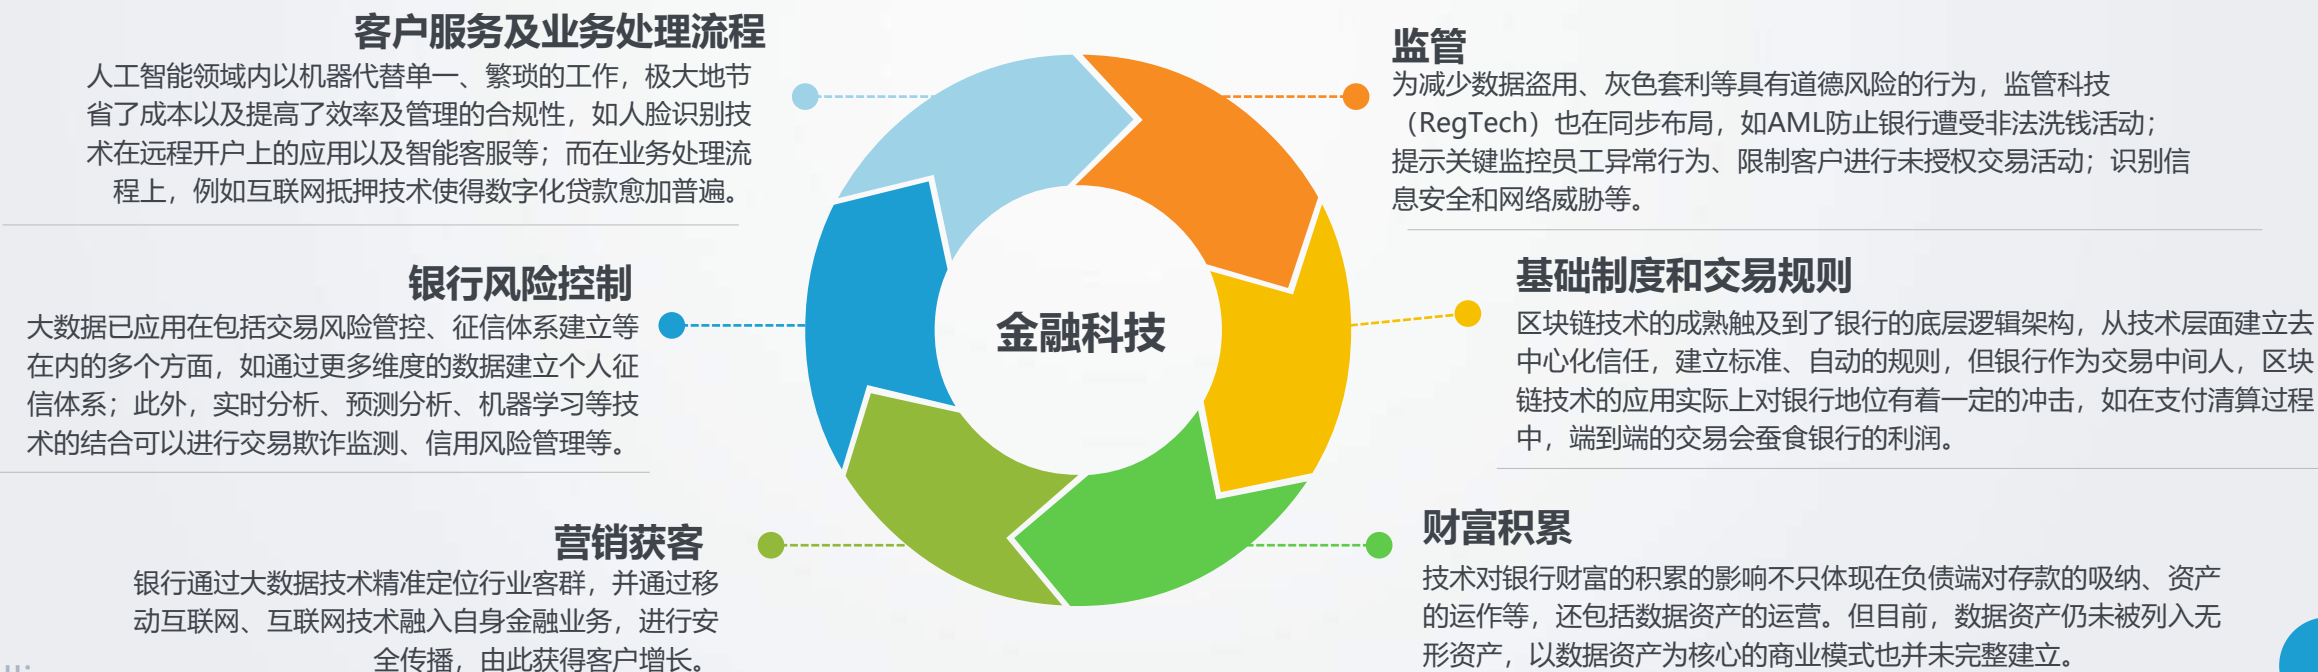 客户服务及业务处理流程
人工智能领域内以机器代替单一、繁琐的工作，极大地节
省了成本以及提高了效率及管理的合规性，如人脸识别技
术在远程开户上的应用以及智能客服等；而在业务处理流
程上，例如互联网抵押技术使得数字化贷款愈加普遍。
银行风险控制
大数据已应用在包括交易风险管控、征信体系建立等
在内的多个方面，如通过更多维度的数据建立个人征
信体系；此外，实时分析、预测分析、机器学习等技
术的结合可以进行交易欺诈监测、信用风险管理等。
营销获客
银行通过大数据技术精准定位行业客群，并通过移
动互联网、互联网技术融入自身金融业务，进行安
全传播，由此获得客户增长。
金融科技
监管
为减少数据盗用、灰色套利等具有道德风险的行为，监管科技
（RegTech）也在同步布局，如AML防止银行遭受非法洗钱活动；
提示关键监控员工异常行为、限制客户进行未授权交易活动；识别信
息安全和网络威胁等。
基础制度和交易规则
区块链技术的成熟触及到了银行的底层逻辑架构，从技术层面建立去
中心化信任，建立标准、自动的规则，但银行作为交易中间人，区块
链技术的应用实际上对银行地位有着一定的冲击，如在支付清算过程
中，端到端的交易会蚕食银行的利润。
财富积累
技术对银行财富的积累的影响不只体现在负债端对存款的吸纳、资产
的运作等，还包括数据资产的运营。但目前，数据资产仍未被列入无
形资产，以数据资产为核心的商业模式也并未完整建立。